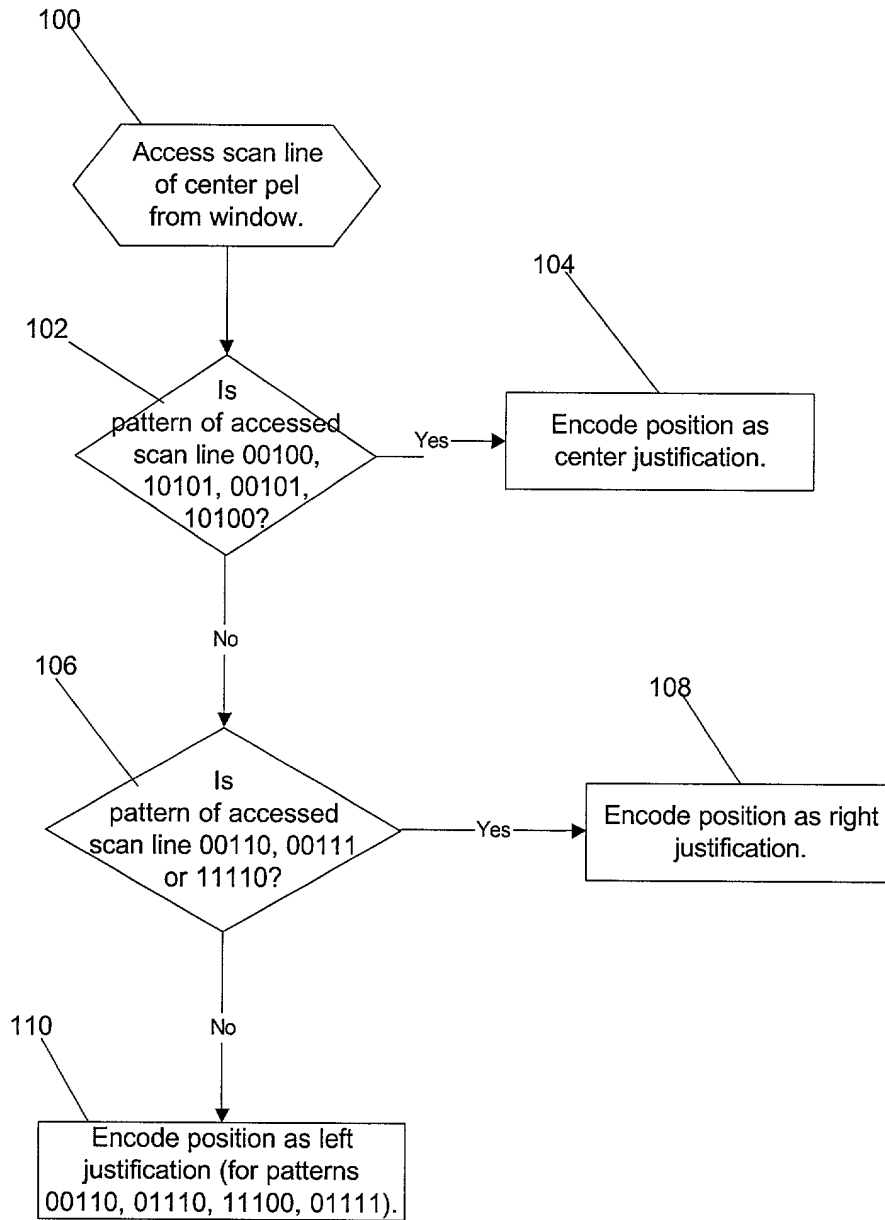 100
Access scan line
of center pel
from window.
102
Is
pattern of accessed
scan line 00100,
10101, 00101,
10100?
Yes
104
Encode position as
center justification.
No
106
Is
pattern of accessed
scan line 00110, 00111
or 11110?
Yes
108
Encode position as right
justification.
No
110
Encode position as left
justification (for patterns
00110, 01110, 11100, 01111).